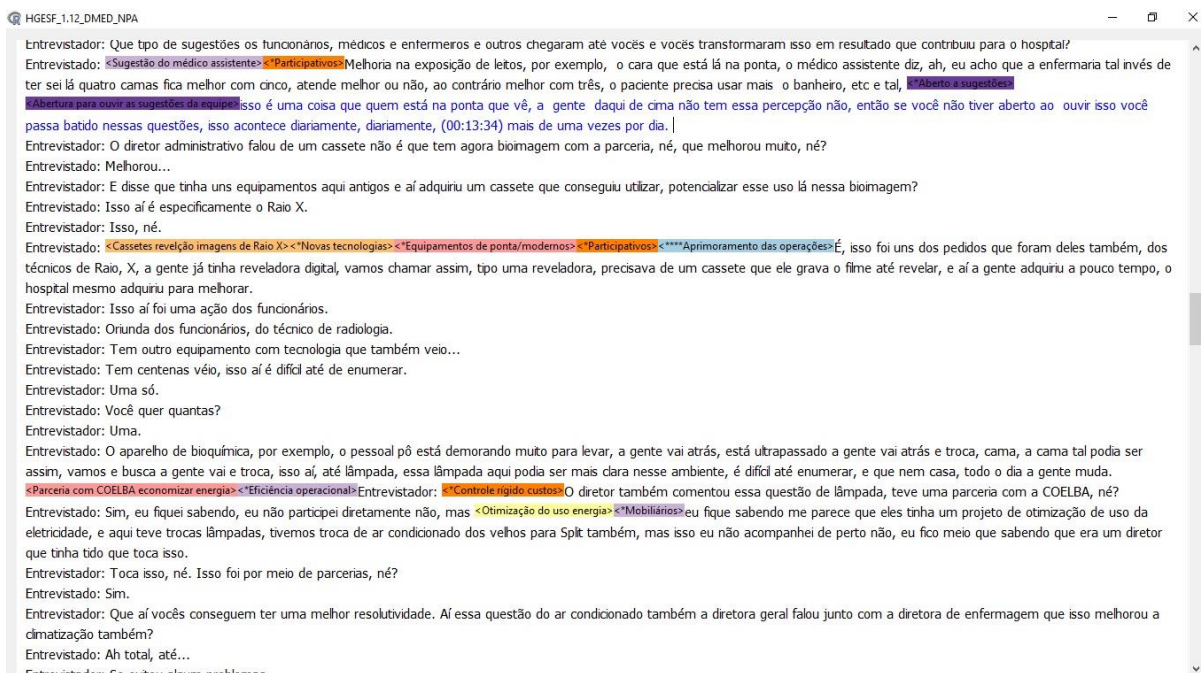 HGESF_1.12_DMED_NPA
Entrevistador: Que tipo de sugestões os funcionários, médicos e enfermeiros e outros chegaram até vocês e vocês transformaram isso em resultado que contribuiu para o hospital?
Entrevistado: <Sugestão do médico assistente><*Participativos>Melhoria na exposição de leitos, por exemplo, o cara que está lá na ponta, o médico assistente diz, ah, eu acho que a enfermaria tal invés de
ter sei lá quatro camas fica melhor com cinco, atende melhor ou não, ao contrário melhor com três, o paciente precisa usar mais o banheiro, etc e tal, <*Aberto a sugestões>
<Abertura para ouvir as sugestões da equipe>isso é uma coisa que quem está na ponta que vê, a gente daqui de cima não tem essa percepção não, então se você não tiver aberto ao ouvir isso você
passa batido nessas questões, isso acontece diariamente, diariamente, (00:13:34) mais de uma vezes por dia.
Entrevistador: O diretor administrativo falou de um cassete não é que tem agora bioimagem com a parceria, né, que melhorou muito, né?
Entrevistado: Melhorou...
Entrevistador: E disse que tinha uns equipamentos aqui antigos e aí adquiriu um cassete que conseguiu utilizar, potencializar esse uso lá nessa bioimagem?
Entrevistado: Isso aí é especificamente o Raio X.
Entrevistador: Isso, né.
Entrevistado: <Cassetes revelção imagens de Raio X><*Novas tecnologias><*Equipamentos de ponta/modernos><*Participativos><****Aprimoramento das operações>É, isso foi uns dos pedidos que foram deles também, dos
técnicos de Raio, X, a gente já tinha reveladora digital, vamos chamar assim, tipo uma reveladora, precisava de um cassete que ele grava o filme até revelar, e aí a gente adquiriu a pouco tempo, o
hospital mesmo adquiriu para melhorar.
Entrevistador: Isso aí foi uma ação dos funcionários.
Entrevistado: Oriunda dos funcionários, do técnico de radiologia.
Entrevistador: Tem outro equipamento com tecnologia que também veio...
Entrevistado: Tem centenas véio, isso aí é difícil até de enumerar.
Entrevistador: Uma só.
Entrevistado: Você quer quantas?
Entrevistador: Uma.
Entrevistado: O aparelho de bioquímica, por exemplo, o pessoal pô está demorando muito para levar, a gente vai atrás, está ultrapassado a gente vai atrás e troca, cama, a cama tal podia ser
assim, vamos e busca a gente vai e troca, isso aí, até lâmpada, essa lâmpada aqui podia ser mais clara nesse ambiente, é difícil até enumerar, e que nem casa, todo o dia a gente muda.
<Parceria com COELBA economizar energia><*Eficiência operacional>Entrevistador: <*Controle rígido custos>O diretor também comentou essa questão de lâmpada, teve uma parceria com a COELBA, né?
Entrevistado: Sim, eu fiquei sabendo, eu não participei diretamente não, mas <Otimização do uso energia><*Mobiliários>eu fique sabendo me parece que eles tinha um projeto de otimização de uso da
eletricidade, e aqui teve trocas lâmpadas, tivemos troca de ar condicionado dos velhos para Split também, mas isso eu não acompanhei de perto não, eu fico meio que sabendo que era um diretor
que tinha tido que toca isso.
Entrevistador: Toca isso, né. Isso foi por meio de parcerias, né?
Entrevistado: Sim.
Entrevistador: Que aí vocês conseguem ter uma melhor resolutividade. Aí essa questão do ar condicionado também a diretora geral falou junto com a diretora de enfermagem que isso melhorou a
climatização também?
Entrevistado: Ah total, até...